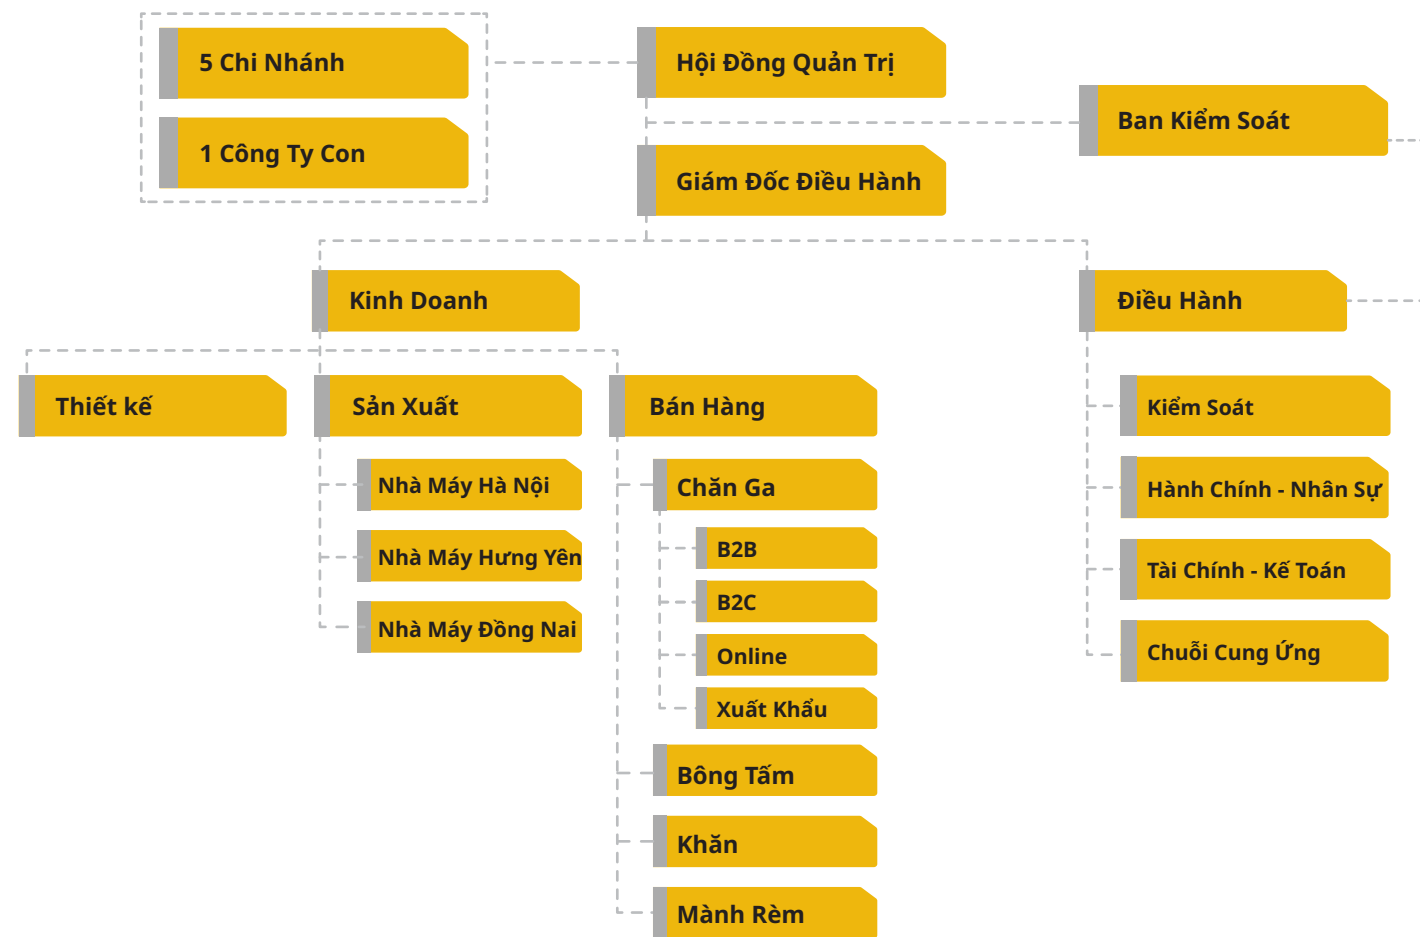 5 Chi Nhánh
1 Công Ty Con
Hội Đồng Quản Trị
Ban Kiểm Soát
Giám Đốc Điều Hành
Kinh Doanh
Điều Hành
Thiết kế
Sản Xuất
Nhà Máy Hà Nội
Nhà Máy Hưng Yên
Nhà Máy Đồng Nai
Bán Hàng
Chăn Ga
B2B
B2C
Online
Xuất Khẩu
Bông Tấm
Khăn
Mành Rèm
Kiểm Soát
Hành Chính - Nhân Sự
Tài Chính - Kế Toán
Chuỗi Cung Ứng